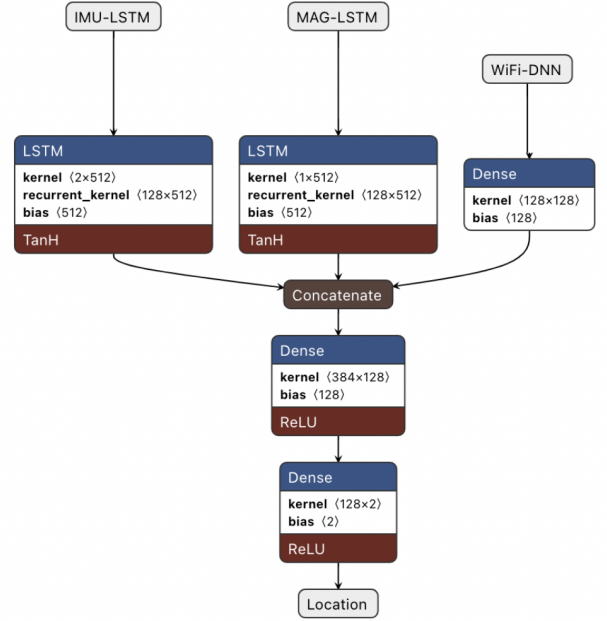 IMU-LSTM
MAG-LSTM
WiFi-DNN
LSTM
kernel ⟨2×512⟩
recurrent_kernel ⟨128×512⟩
bias ⟨512⟩
TanH
LSTM
kernel ⟨1×512⟩
recurrent_kernel ⟨128×512⟩
bias ⟨512⟩
TanH
Dense
kernel ⟨128×128⟩
bias ⟨128⟩
Concatenate
Dense
kernel ⟨384×128⟩
bias ⟨128⟩
ReLU
Dense
kernel ⟨128×2⟩
bias ⟨2⟩
ReLU
Location